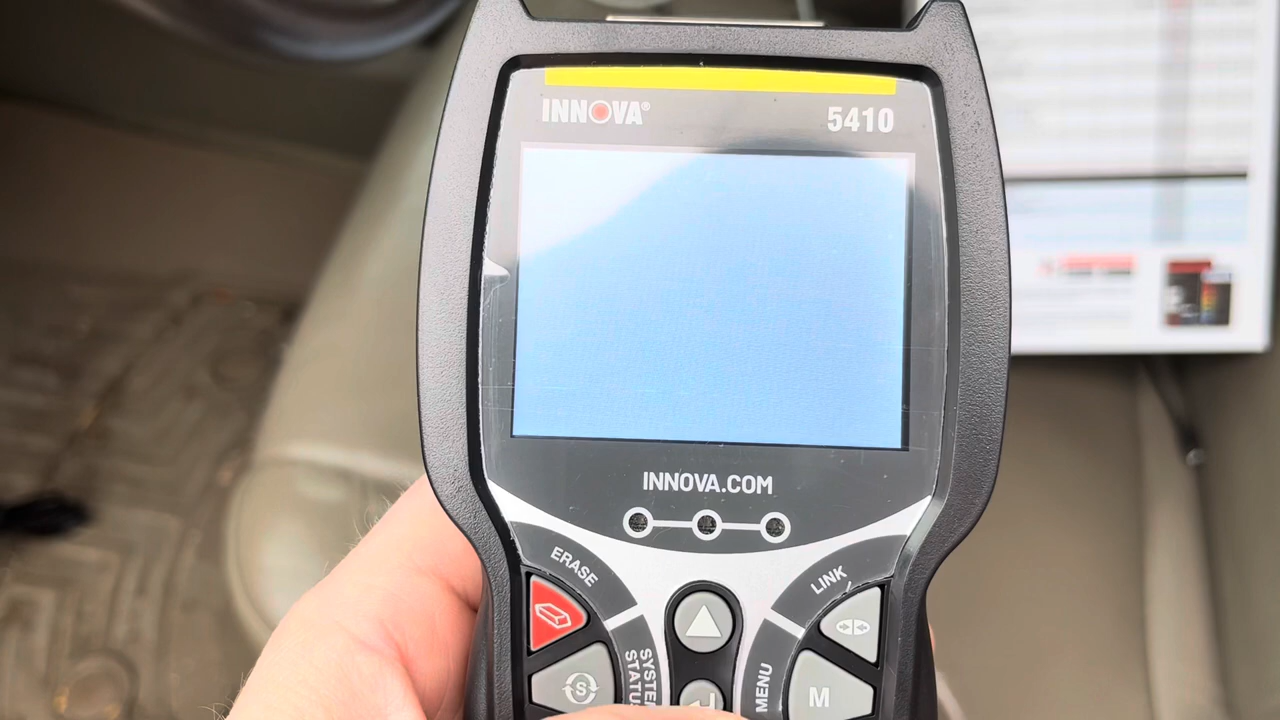 INNOVA®
5410
INNOVA.COM
ERASE
LINK
SYSTEM
STATUS
S
MENU
M